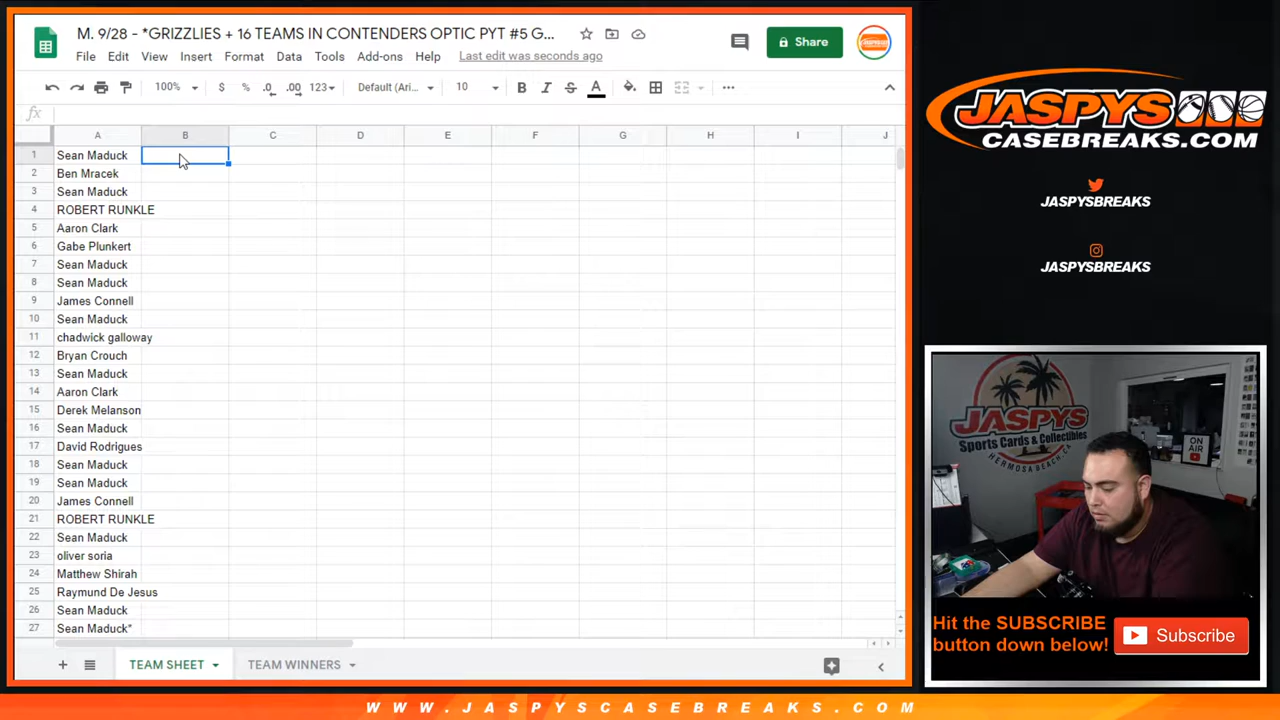 M. 9/28 - *GRIZZLIES + 16 TEAMS IN CONTENDERS OPTIC PYT #5 G...
File Edit View Insert Format Data Tools Add-ons Help Last edit was seconds ago
Share
100% $ % .0 .00 123 Default (Ari... 10 B I S A
fx
A B C D E F G H I J
1 Sean Maduck
2 Ben Mracek
3 Sean Maduck
4 ROBERT RUNKLE
5 Aaron Clark
6 Gabe Plunkert
7 Sean Maduck
8 Sean Maduck
9 James Connell
10 Sean Maduck
11 chadwick galloway
12 Bryan Crouch
13 Sean Maduck
14 Aaron Clark
15 Derek Melanson
16 Sean Maduck
17 David Rodrigues
18 Sean Maduck
19 Sean Maduck
20 James Connell
21 ROBERT RUNKLE
22 Sean Maduck
23 oliver soria
24 Matthew Shirah
25 Raymund De Jesus
26 Sean Maduck
27 Sean Maduck*
TEAM SHEET TEAM WINNERS
JASPYS
CASEBREAKS.COM
JASPYSBREAKS
JASPYSBREAKS
JASPYS
Sports Cards & Collectibles
HERMOSA BEACH, CA
ON
AIR
Hit the SUBSCRIBE
button down below!
Subscribe
WWW.JASPYSCASEBREAKS.COM